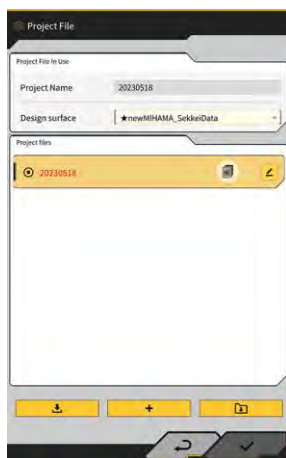 Project File
Project File In Use
Project Name 20230518
Design surface ★newMIHAMA_SekkeiData
Project files
20230518